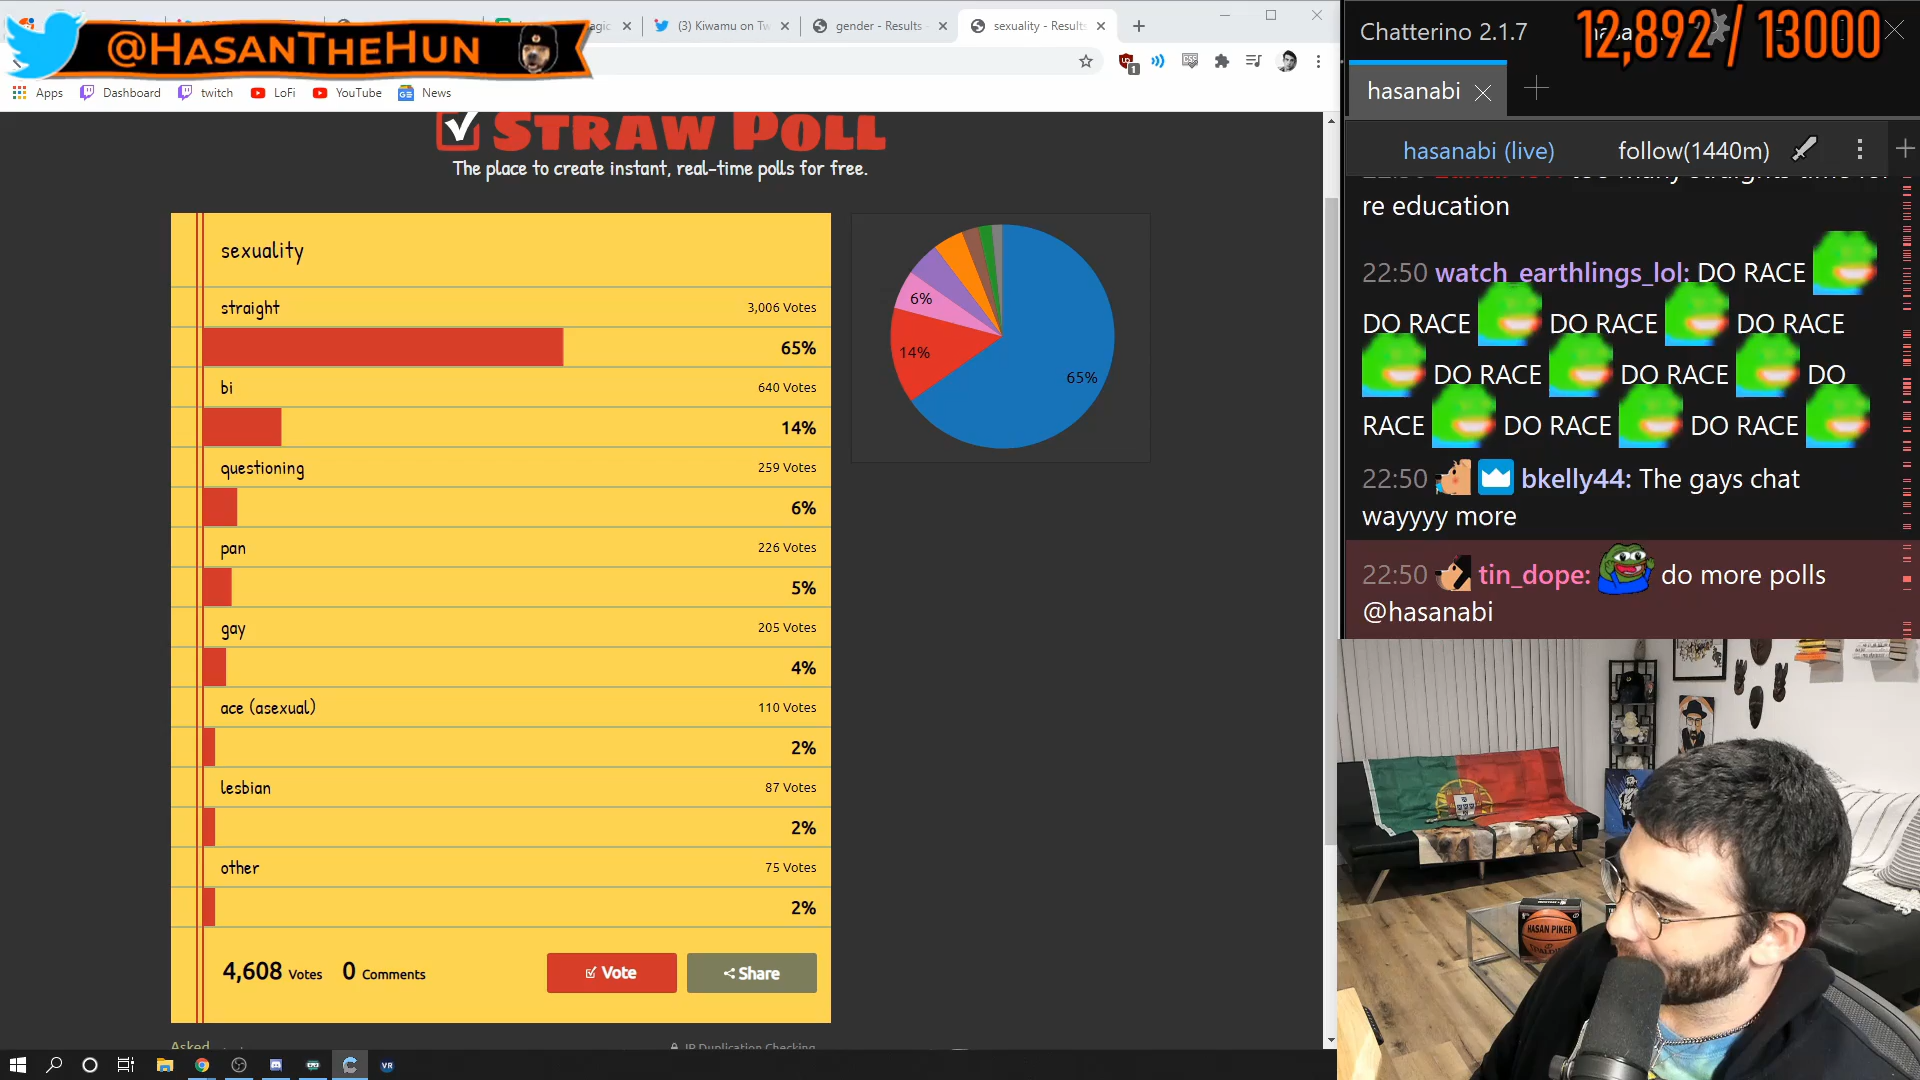 @HASANTHEHUN
agic
(3) Kiwamu on Tw
gender - Results
sexuality - Results
Apps
Dashboard
twitch
LoFi
YouTube
News
STRAW POLL
The place to create instant, real-time polls for free.
sexuality
straight 3,006 Votes
65%
bi 640 Votes
14%
questioning 259 Votes
6%
pan 226 Votes
5%
gay 205 Votes
4%
ace (asexual) 110 Votes
2%
lesbian 87 Votes
2%
other 75 Votes
2%
4,608 Votes 0 Comments
Vote
Share
Asked
IP Duplication Checking
6%
14%
65%
Chatterino 2.1.7
12,892 / 13000
hasanabi
hasanabi (live) follow(1440m)
re education
22:50 watch_earthlings_lol: DO RACE
DO RACE DO RACE DO RACE
DO RACE DO RACE DO
RACE DO RACE DO RACE
22:50 bkelly44: The gays chat
wayyyy more
22:50 tin_dope: do more polls
@hasanabi
HASAN PIKER
VR